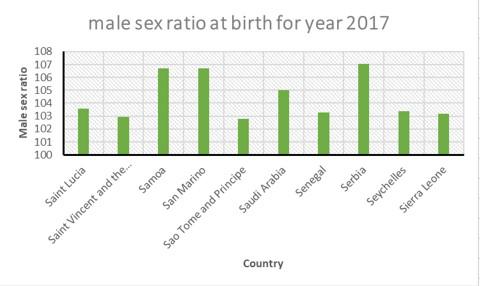 male sex ratio at birth for year 2017
108
107
106
105
104
103
102
101
100
Male sex ratio
Saint Lucia
Saint Vincent and the...
Samoa
San Marino
Sao Tome and Principe
Saudi Arabia
Senegal
Serbia
Seychelles
Sierra Leone
Country